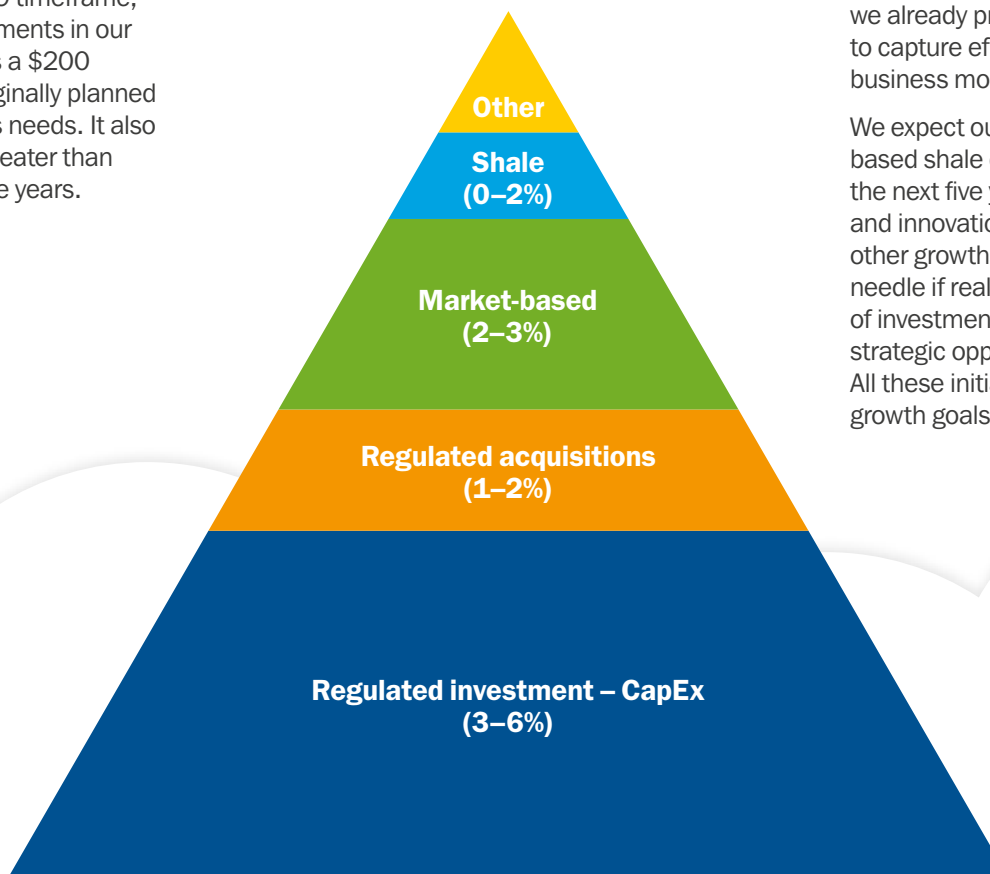 timeframe,
ments in our
s a $200
ginally planned
s needs. It also
eater than
e years.
Other
Shale
(0–2%)
Market-based
(2–3%)
Regulated acquisitions
(1–2%)
Regulated investment – CapEx
(3–6%)
we already pr
to capture ef
business mo
We expect ou
based shale
the next five y
and innovatio
other growth
needle if real
of investmen
strategic opp
All these initi
growth goals